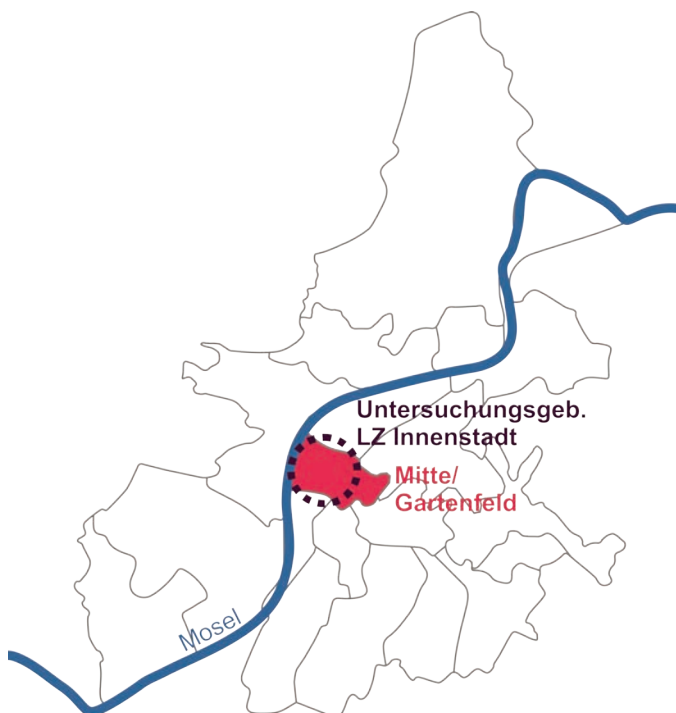 Untersuchungsgeb.
LZ Innenstadt
Mitte/
Gartenfeld
Mosel